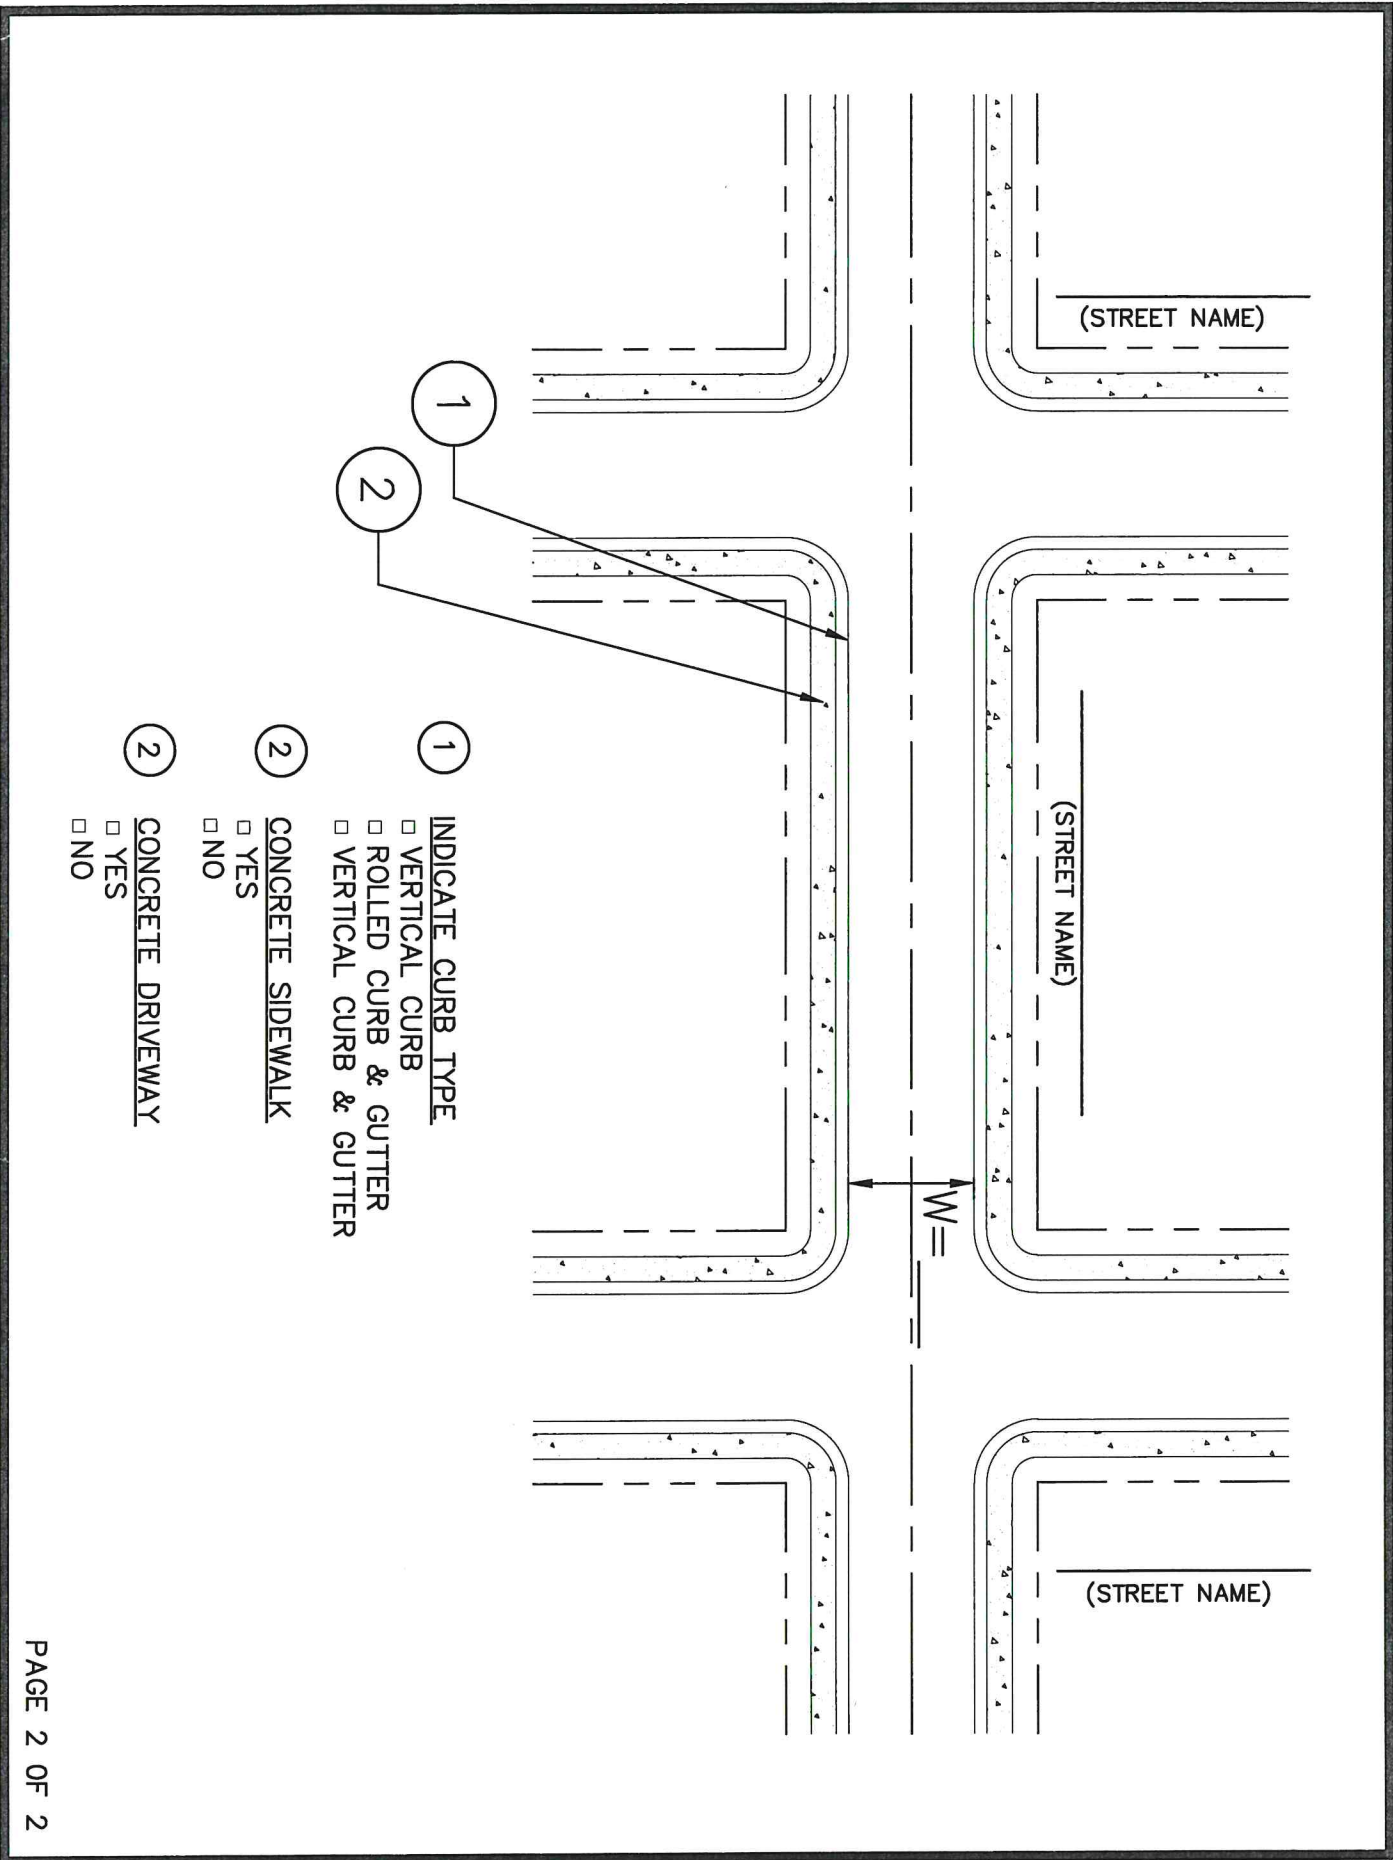 (STREET NAME)
(STREET NAME)
(STREET NAME)
W=
1
2
1 INDICATE CURB TYPE
□ VERTICAL CURB
□ ROLLED CURB & GUTTER
□ VERTICAL CURB & GUTTER
2 CONCRETE SIDEWALK
□ YES
□ NO
2 CONCRETE DRIVEWAY
□ YES
□ NO
PAGE 2 OF 2